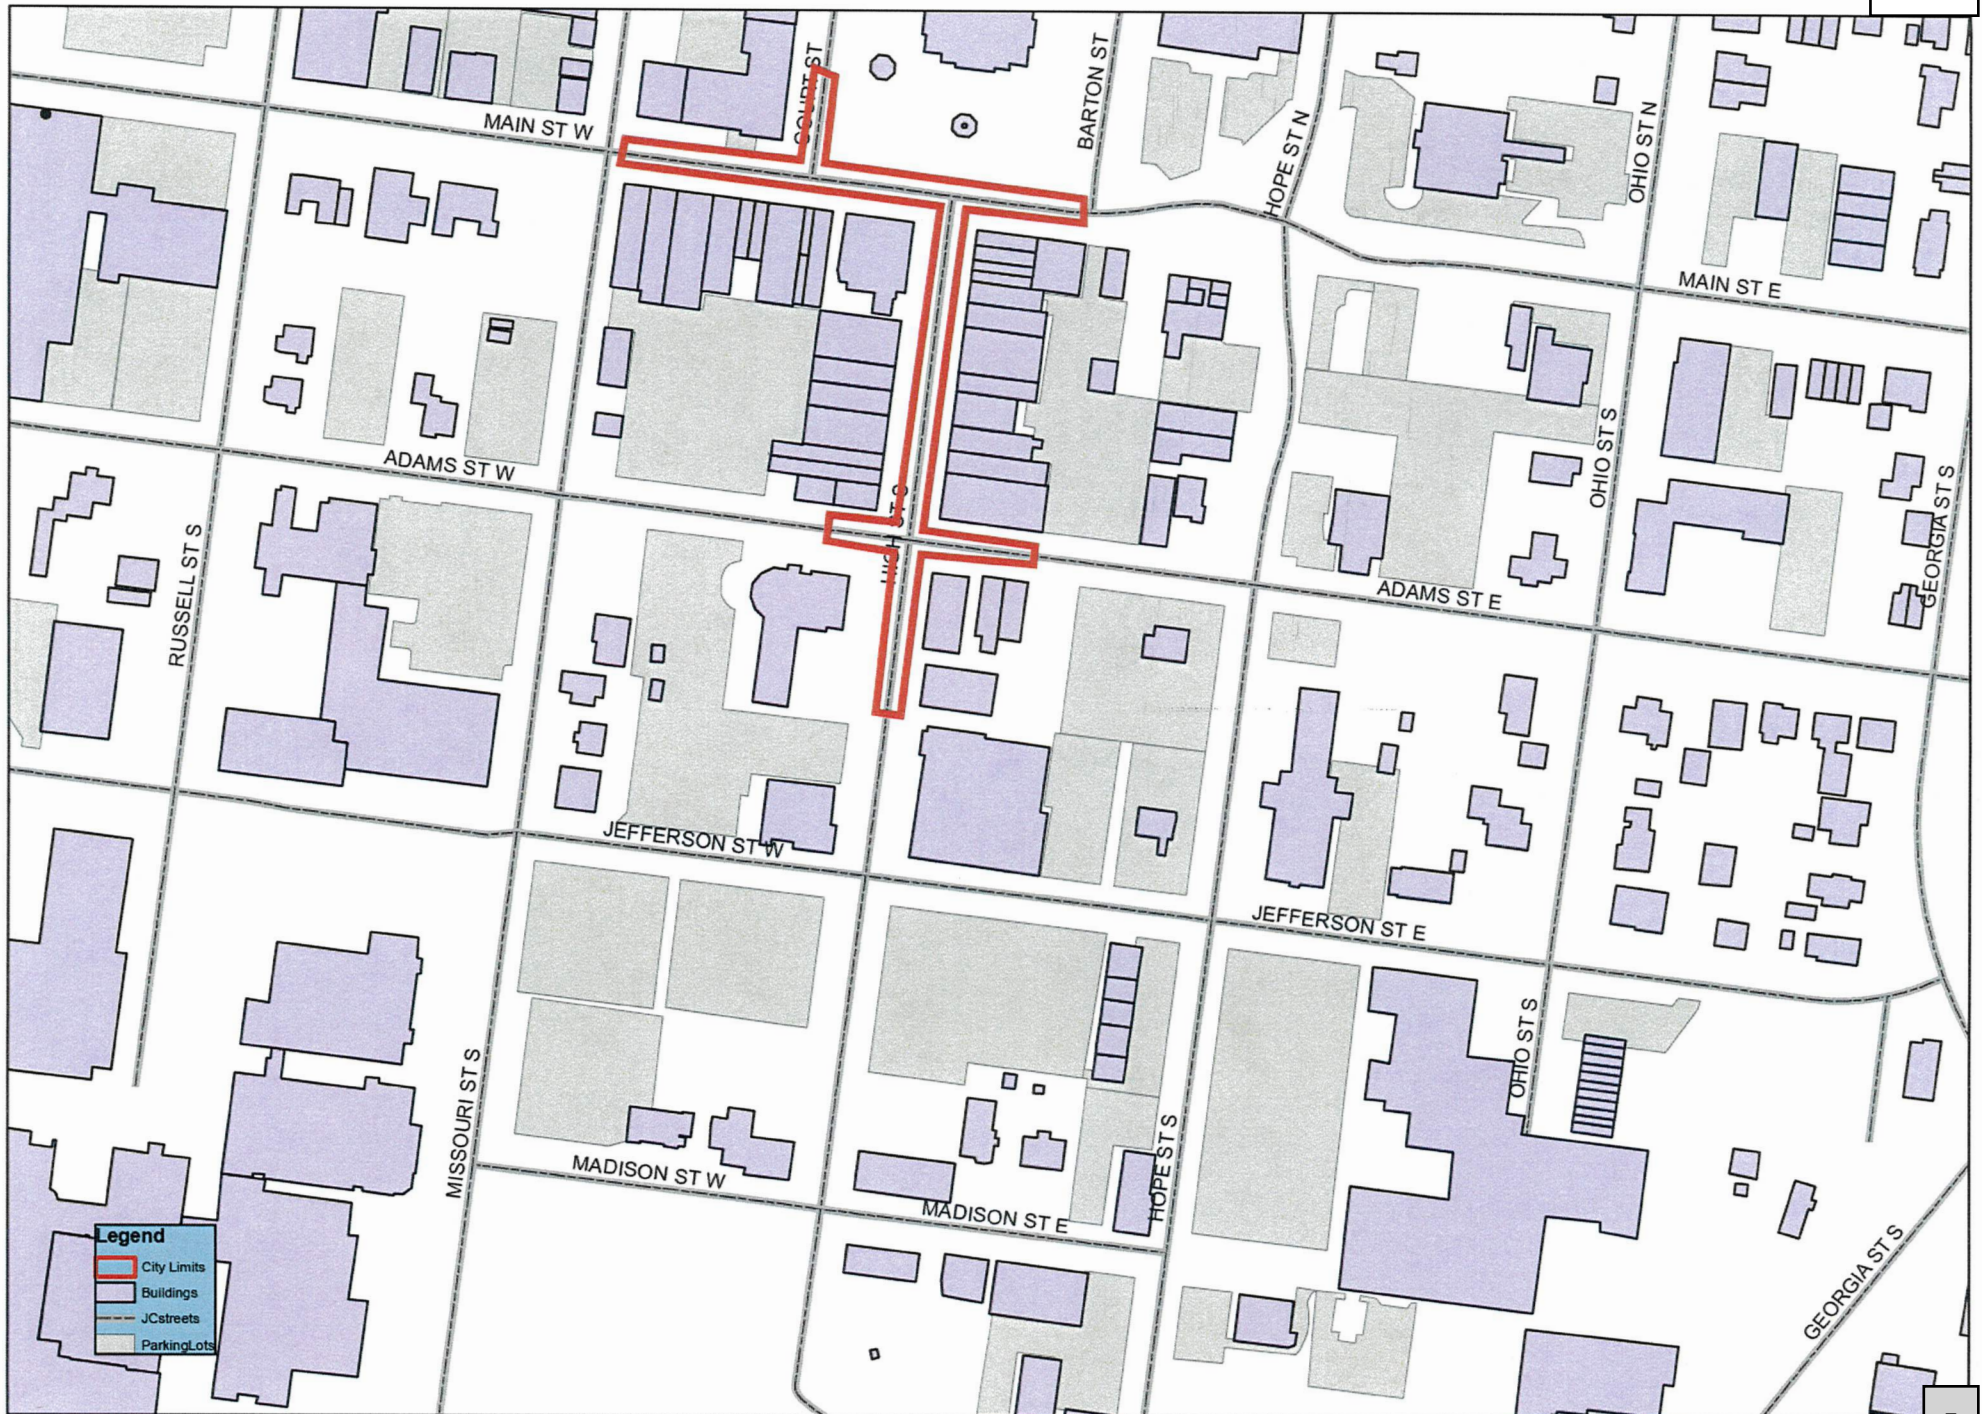 COURT ST
BARTON ST
MAIN ST W
HOPE ST N
OHIO ST N
MAIN ST E
ADAMS ST W
OHIO ST S
GEORGIA ST S
HIGH ST S
RUSSELL ST S
ADAMS ST E
JEFFERSON ST W
JEFFERSON ST E
MISSOURI ST S
OHIO ST S
MADISON ST W
HOPE ST S
MADISON ST E
GEORGIA ST S
Legend
City Limits
Buildings
JCstreets
ParkingLots